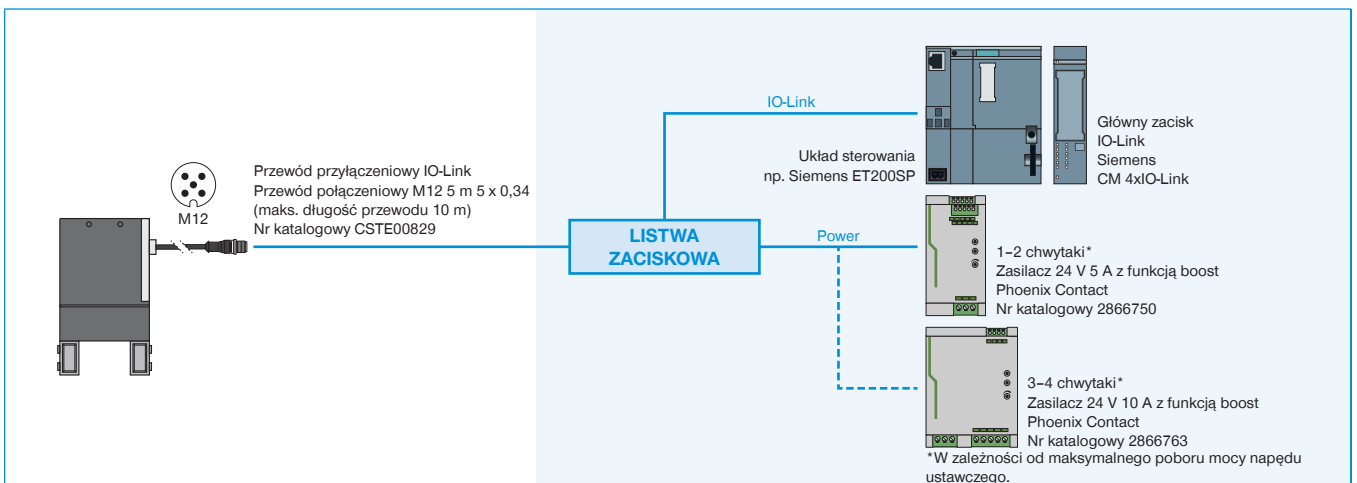 M12
Przewód przyłączeniowy IO-Link
Przewód połączeniowy M12 5 m 5 x 0,34
(maks. długość przewodu 10 m)
Nr katalogowy CSTE00829
LISTWA
ZACISKOWA
IO-Link
Układ sterowania
np. Siemens ET200SP
Główny zacisk
IO-Link
Siemens
CM 4xIO-Link
Power
1–2 chwytaki*
Zasilacz 24 V 5 A z funkcją boost
Phoenix Contact
Nr katalogowy 2866750
3–4 chwytaki*
Zasilacz 24 V 10 A z funkcją boost
Phoenix Contact
Nr katalogowy 2866763
*W zależności od maksymalnego poboru mocy napędu
ustawczego.